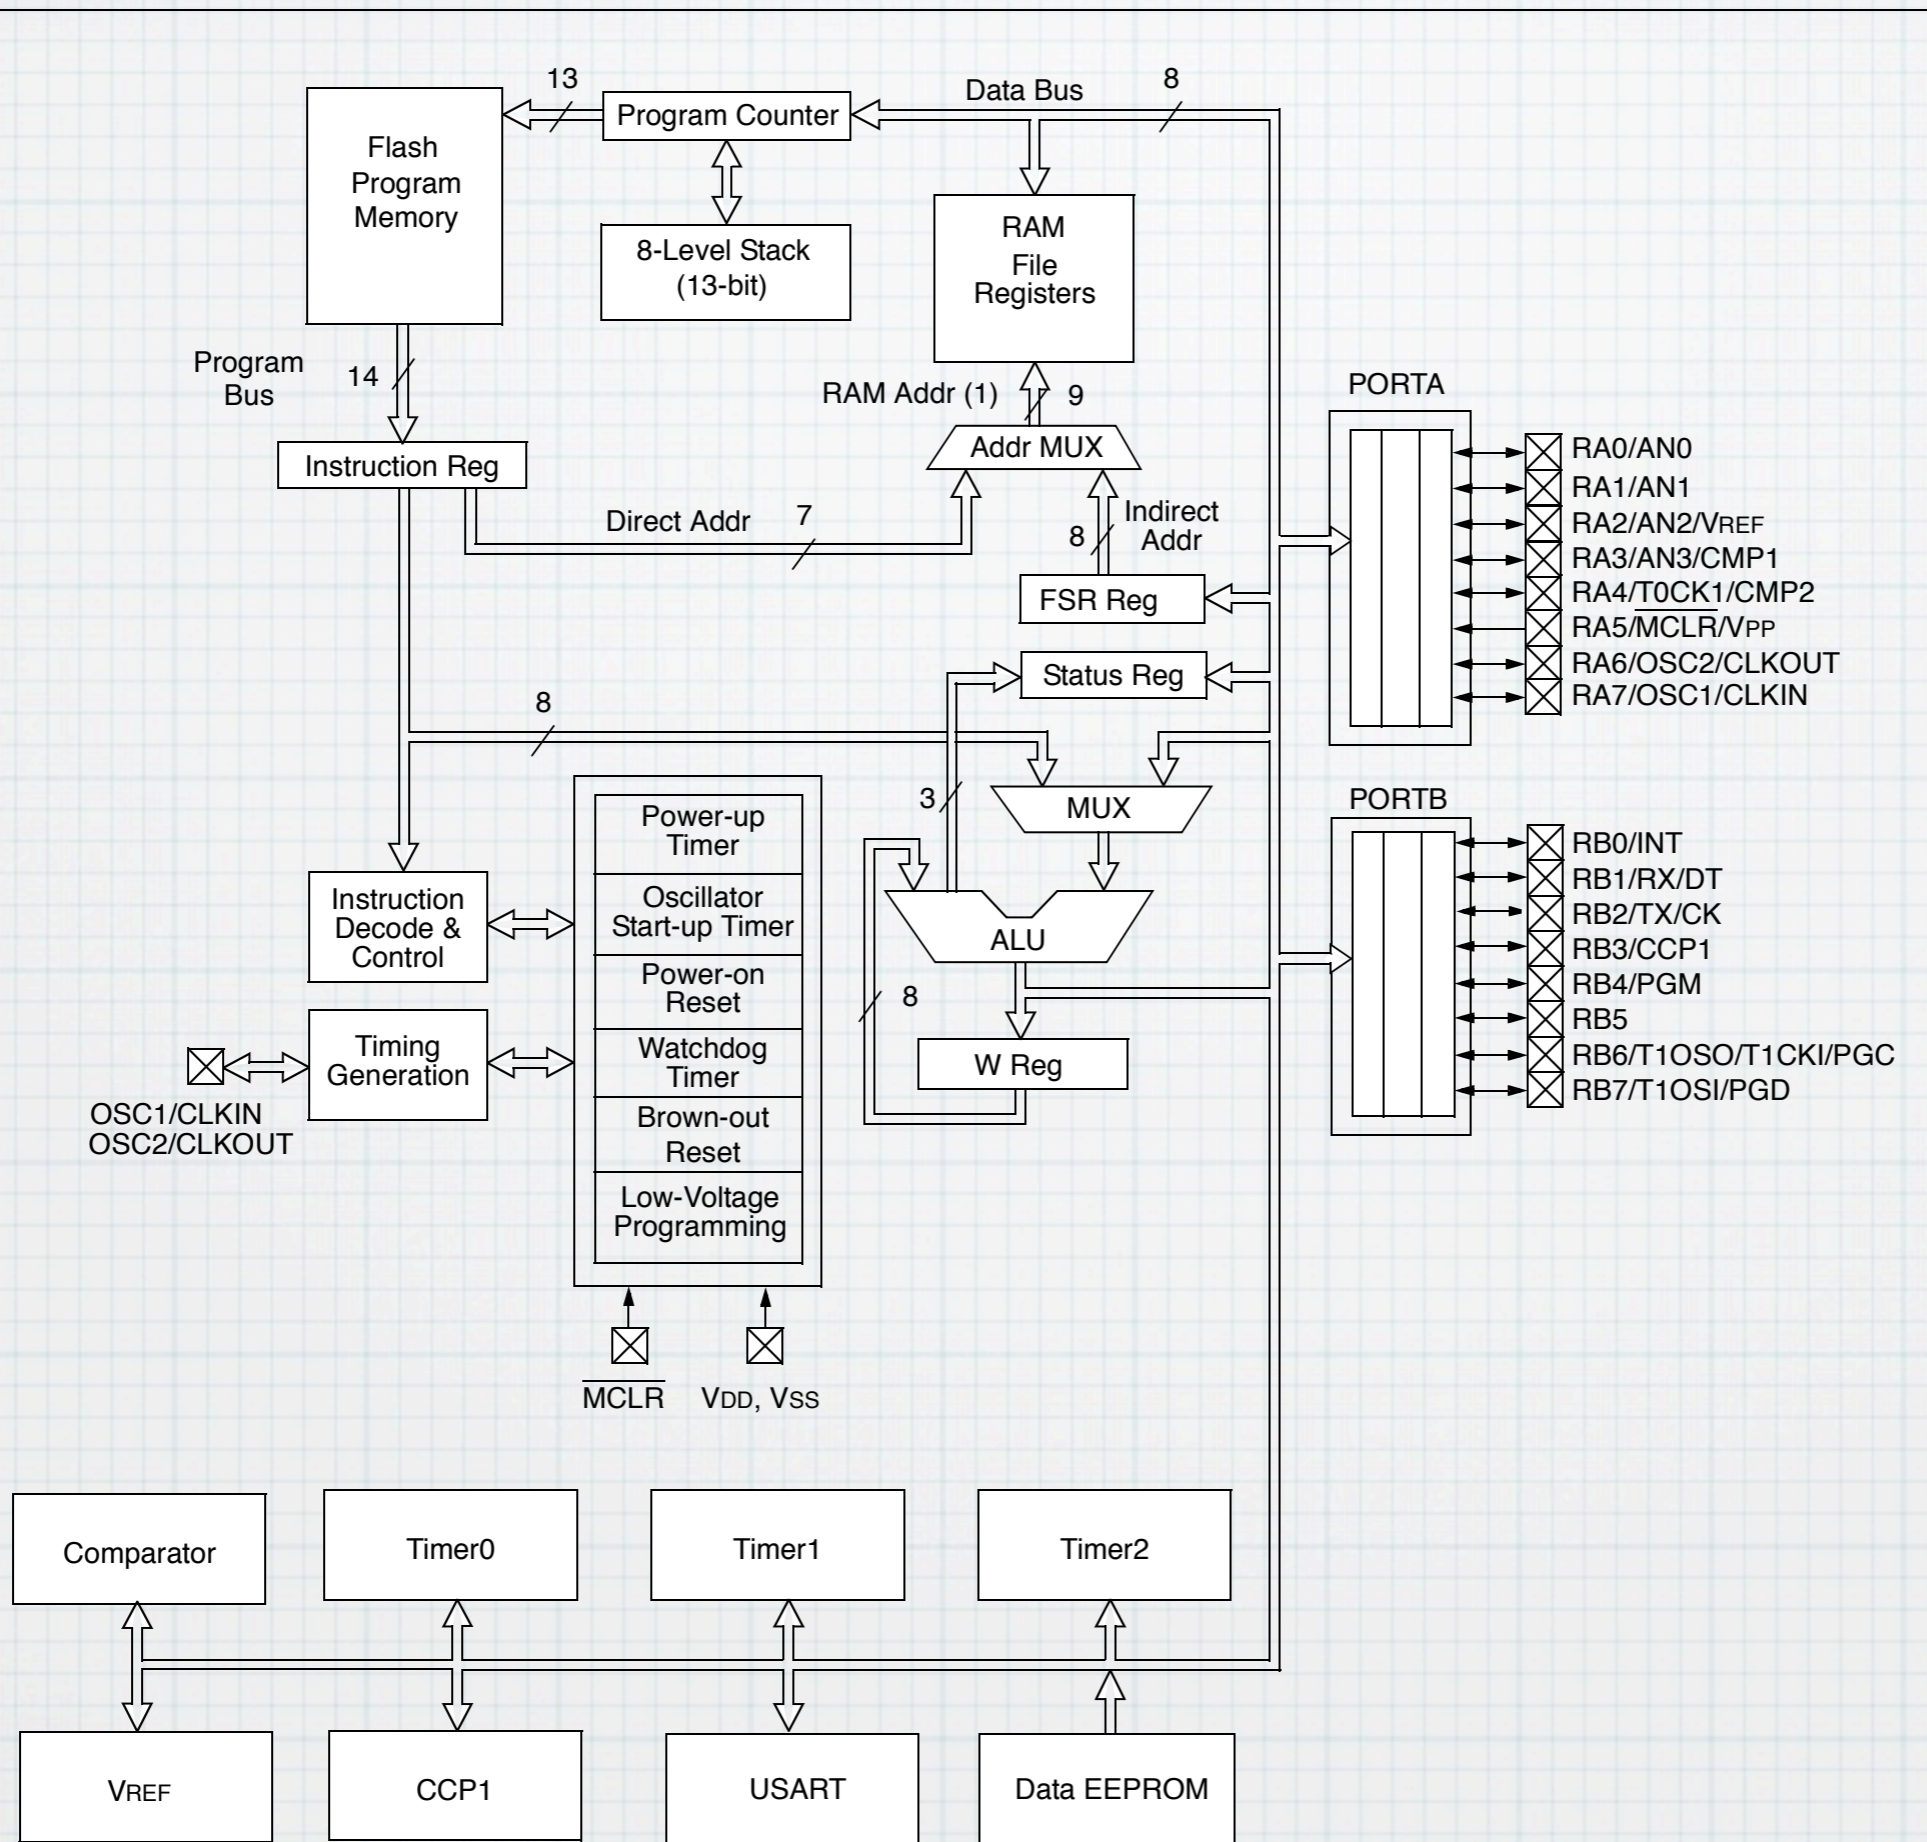 13
Data Bus
8
Program Counter
Flash
Program
Memory
8-Level Stack
(13-bit)
RAM
File
Registers
Program
Bus
14
RAM Addr (1)
9
Addr MUX
Instruction Reg
Direct Addr
7
Indirect
Addr
8
FSR Reg
Status Reg
8
3
MUX
Power-up
Timer
Oscillator
Start-up Timer
Power-on
Reset
Watchdog
Timer
Brown-out
Reset
Low-Voltage
Programming
Instruction
Decode &
Control
ALU
8
W Reg
Timing
Generation
OSC1/CLKIN
OSC2/CLKOUT
MCLR
VDD, VSS
PORTA
RA0/AN0
RA1/AN1
RA2/AN2/VREF
RA3/AN3/CMP1
RA4/T0CK1/CMP2
RA5/MCLR/VPP
RA6/OSC2/CLKOUT
RA7/OSC1/CLKIN
PORTB
RB0/INT
RB1/RX/DT
RB2/TX/CK
RB3/CCP1
RB4/PGM
RB5
RB6/T1OSO/T1CKI/PGC
RB7/T1OSI/PGD
Comparator
Timer0
Timer1
Timer2
VREF
CCP1
USART
Data EEPROM